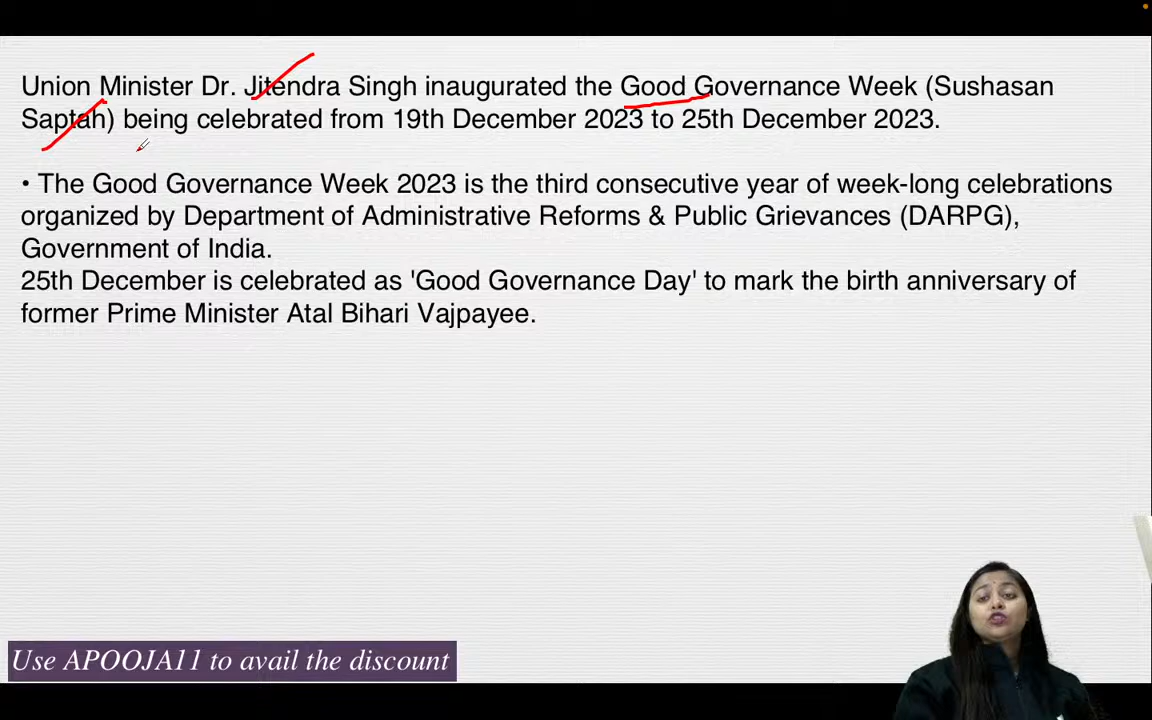 Union Minister Dr. Jitendra Singh inaugurated the Good Governance Week (Sushasan
Saptah) being celebrated from 19th December 2023 to 25th December 2023.
• The Good Governance Week 2023 is the third consecutive year of week-long celebrations
organized by Department of Administrative Reforms & Public Grievances (DARPG),
Government of India.
25th December is celebrated as 'Good Governance Day' to mark the birth anniversary of
former Prime Minister Atal Bihari Vajpayee.
Use APOOJA11 to avail the discount